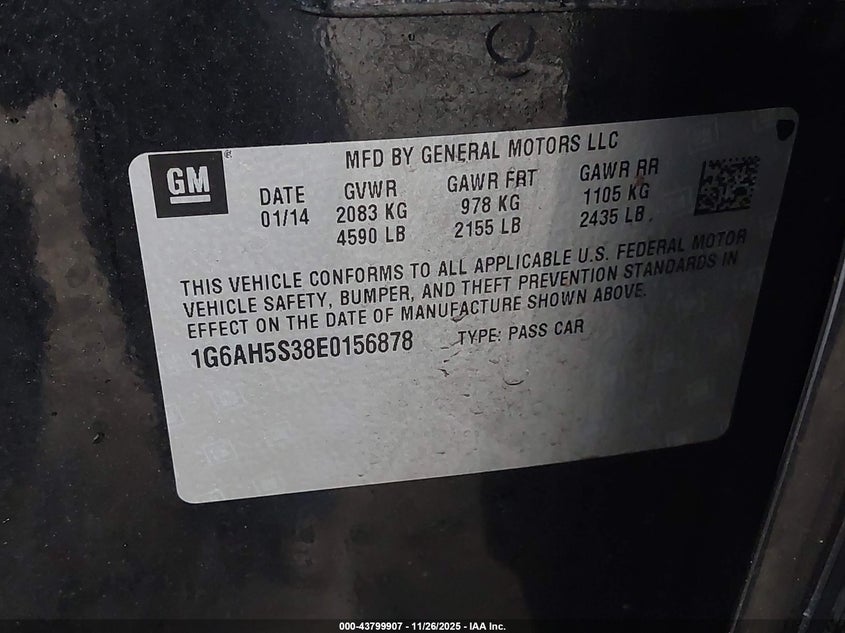 GM
MFD BY GENERAL MOTORS LLC
DATE GVWR GAWR FRT GAWR RR
01/14 2083 KG 978 KG 1105 KG
4590 LB 2155 LB 2435 LB
THIS VEHICLE CONFORMS TO ALL APPLICABLE U.S. FEDERAL MOTOR
VEHICLE SAFETY, BUMPER, AND THEFT PREVENTION STANDARDS IN
EFFECT ON THE DATE OF MANUFACTURE SHOWN ABOVE.
1G6AH5S38E0156878 TYPE: PASS CAR
000-43799907 - 11/26/2025 - IAA Inc.